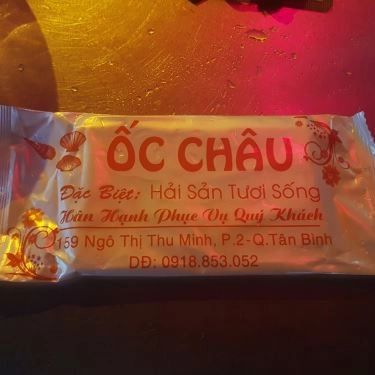 ỐC CHÂU
Đặc Biệt: Hải Sản Tươi Sống
Hân Hạnh Phục Vụ Quý Khách
159 Ngô Thị Thu Minh, P.2-Q.Tân Bình
DĐ: 0918.853.052